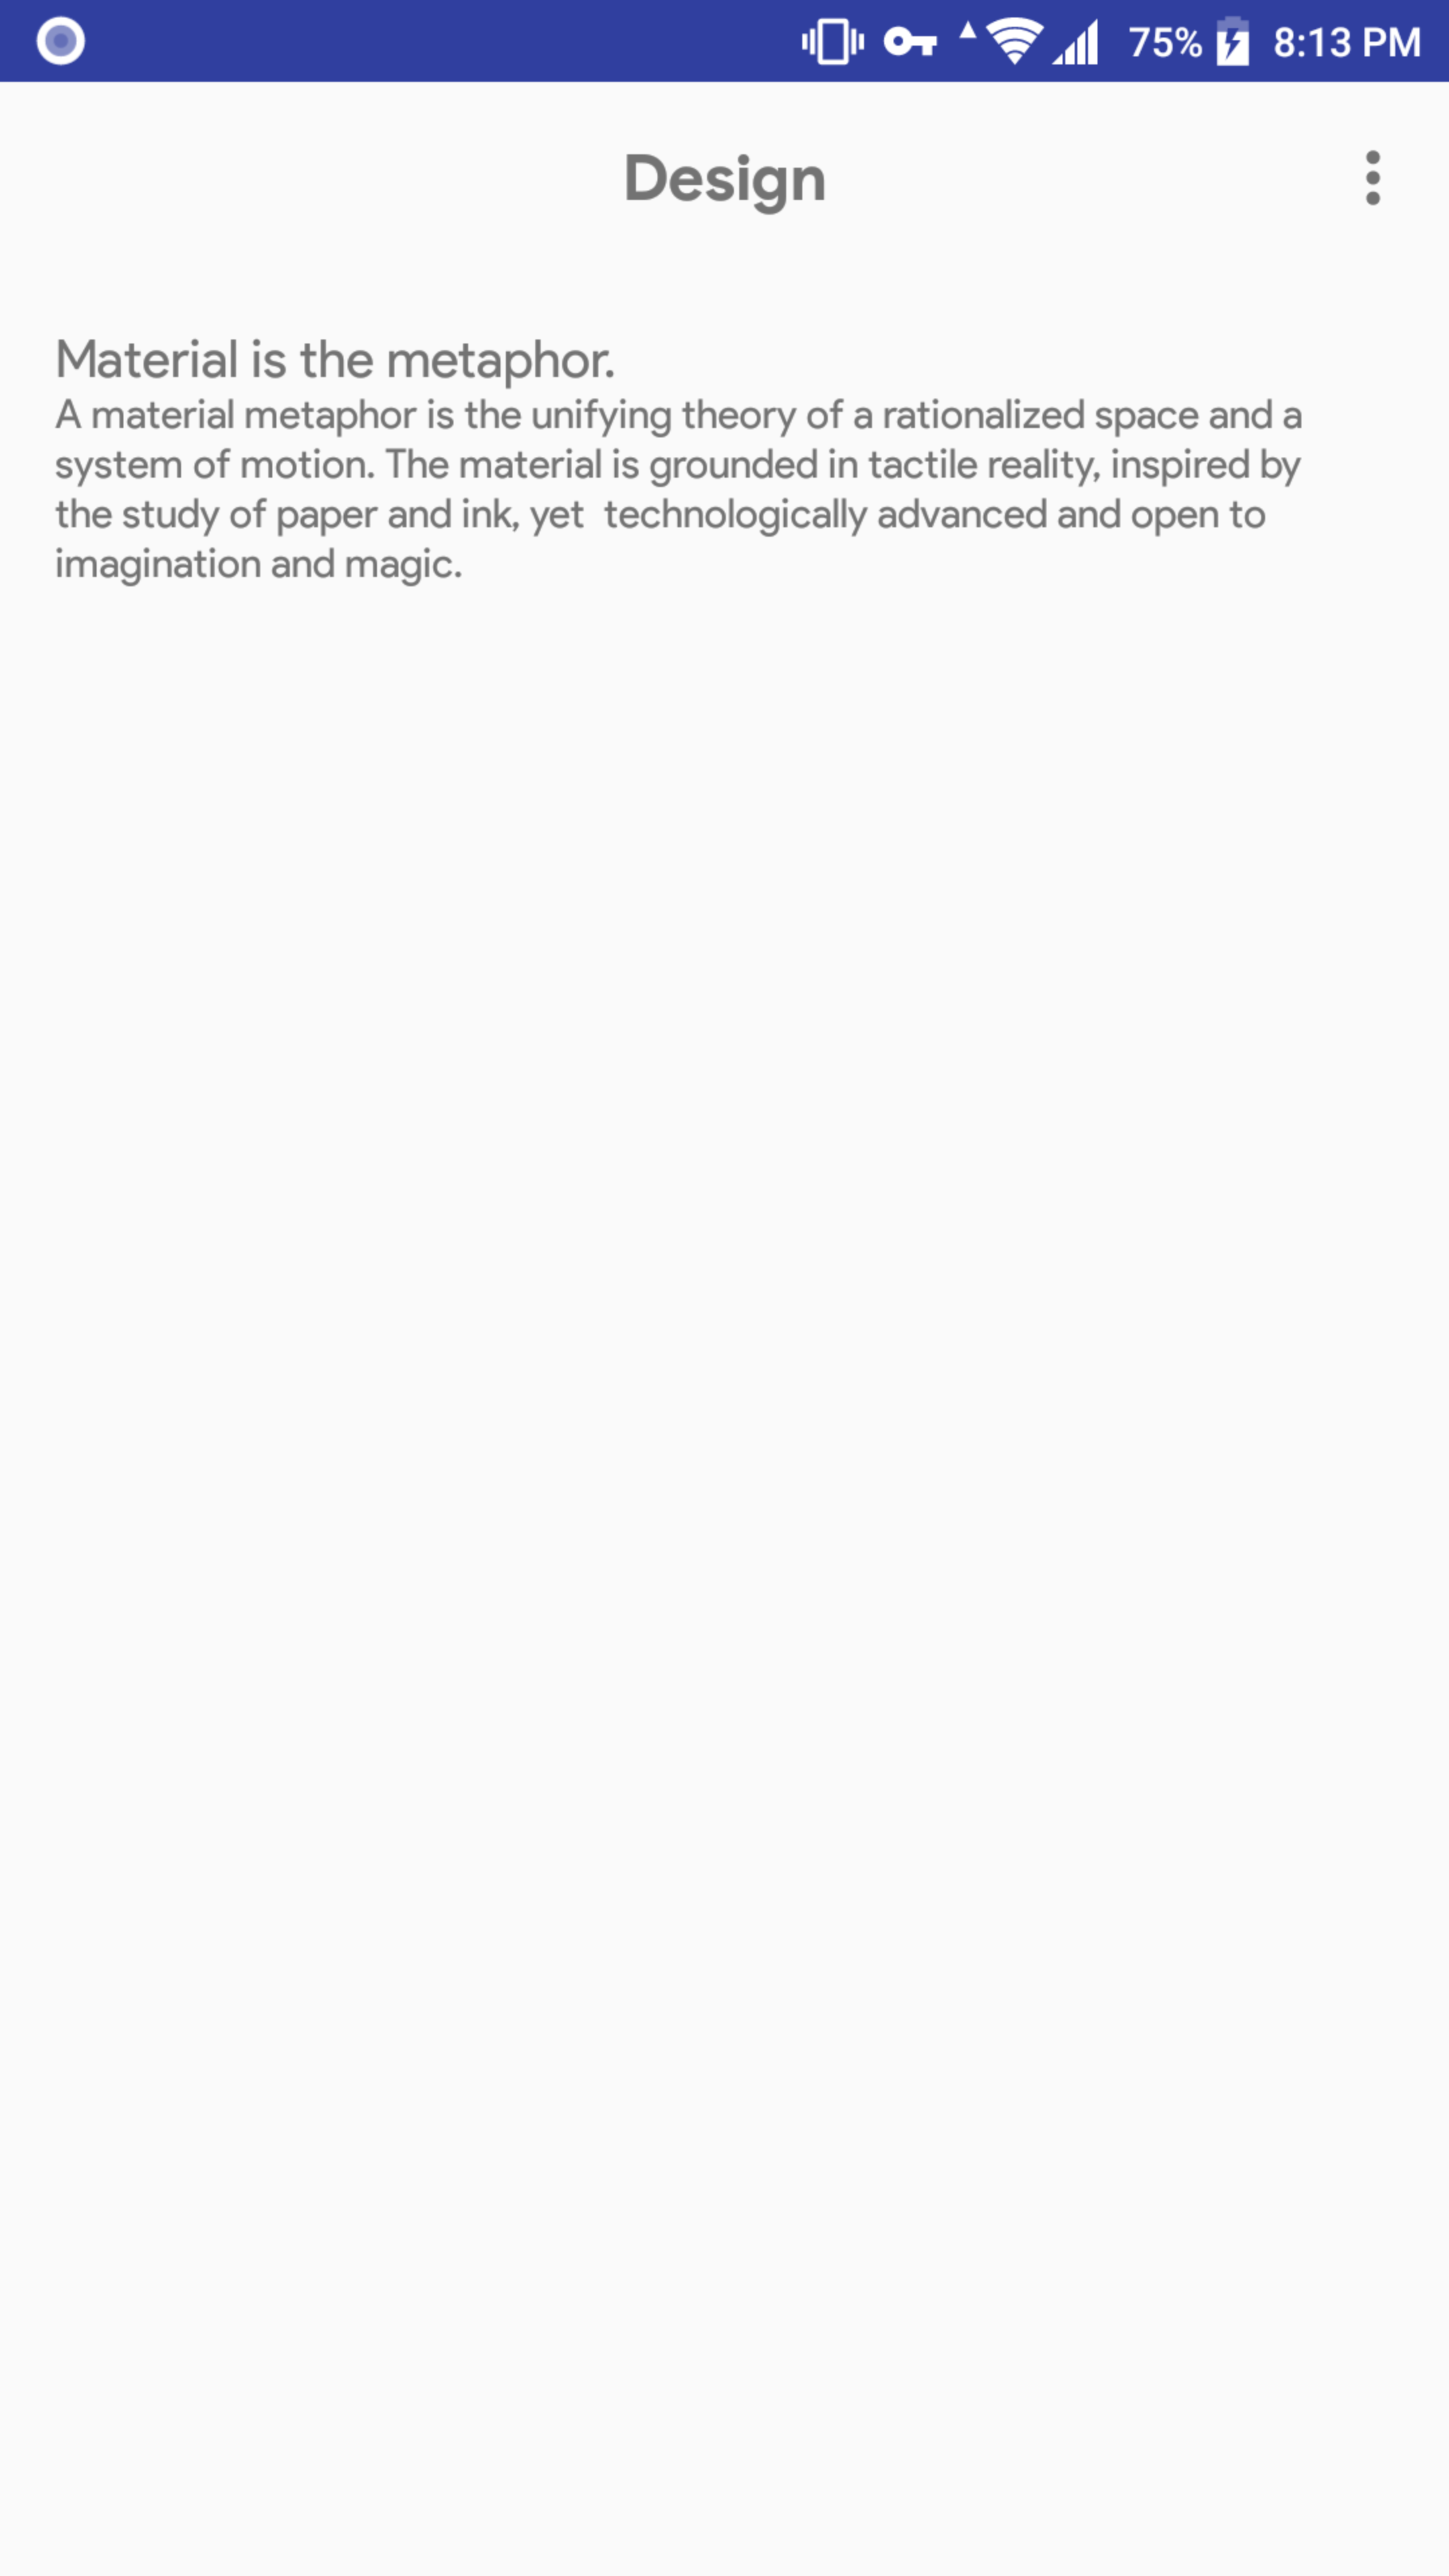 75% 8:13 PM
Design
Material is the metaphor.
A material metaphor is the unifying theory of a rationalized space and a
system of motion. The material is grounded in tactile reality, inspired by
the study of paper and ink, yet  technologically advanced and open to
imagination and magic.